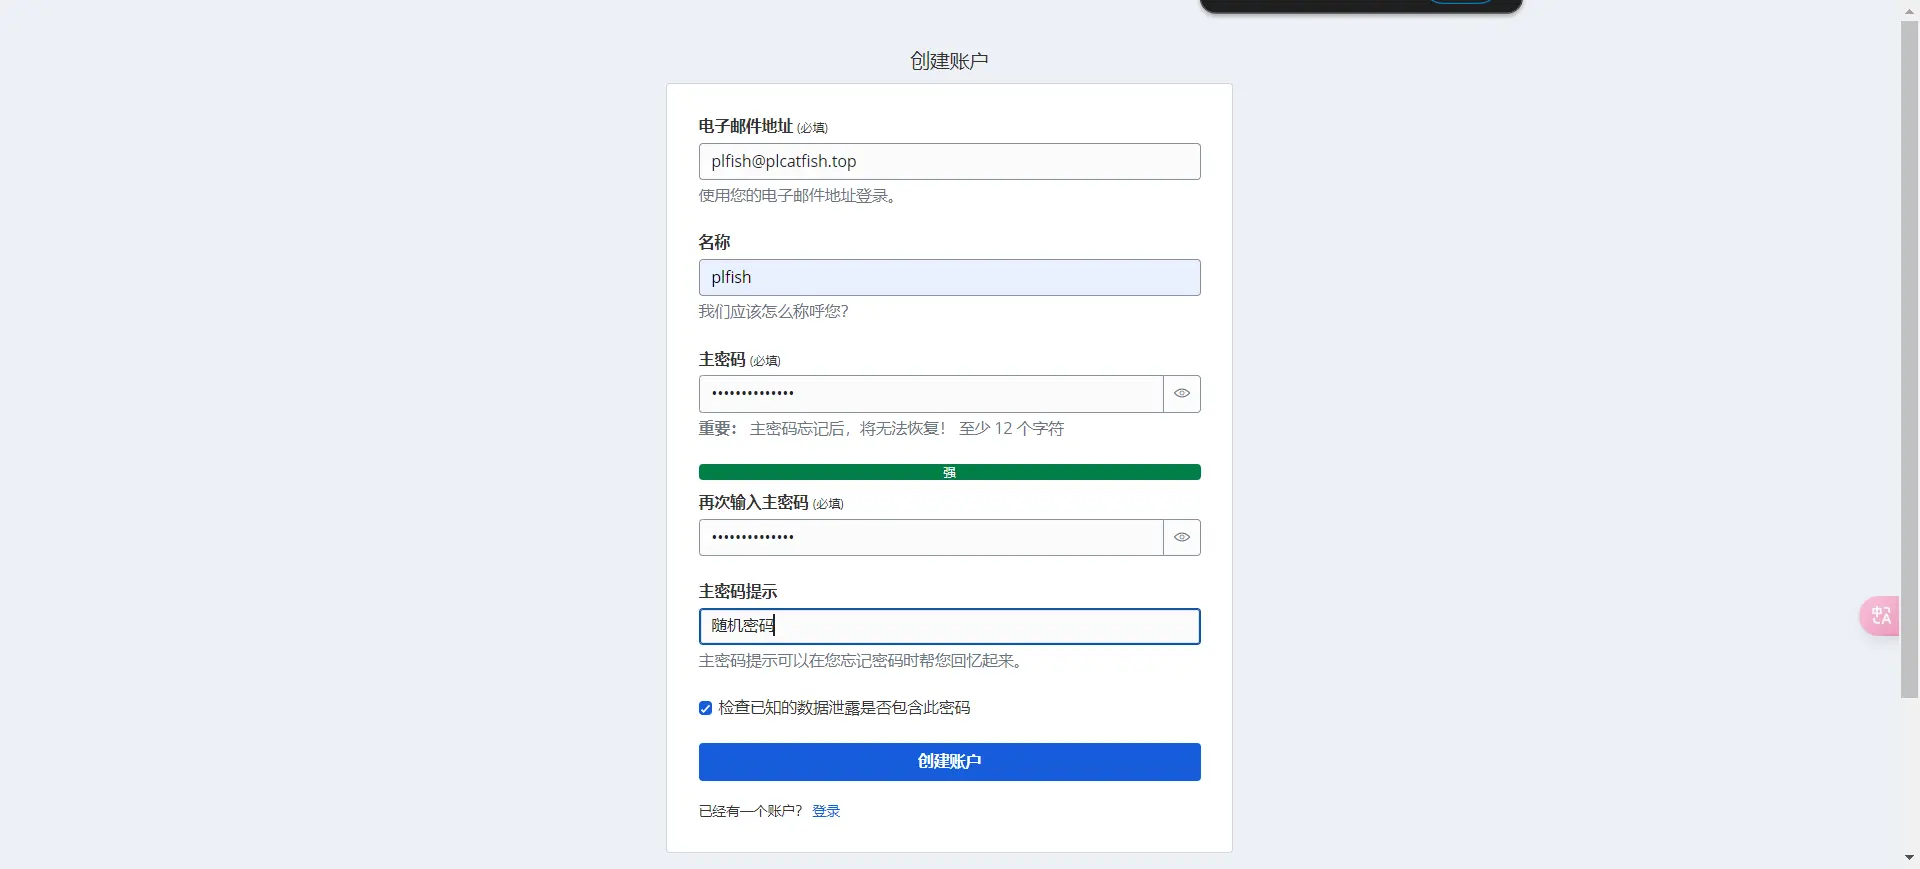 创建账户
电子邮件地址 (必填)
plfish@plcatfish.top
使用您的电子邮件地址登录。
名称
plfish
我们应该怎么称呼您?
主密码 (必填)
••••••••••••••
重要： 主密码忘记后，将无法恢复！ 至少 12 个字符
强
再次输入主密码 (必填)
••••••••••••••
主密码提示
随机密码
主密码提示可以在您忘记密码时帮您回忆起来。
检查已知的数据泄露是否包含此密码
创建账户
已经有一个账户? 登录
中 A